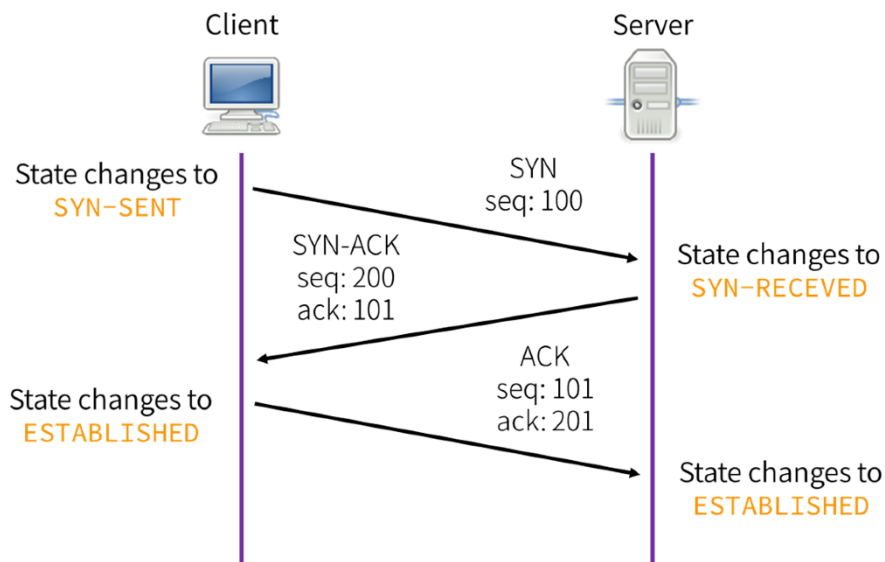 Client
Server
State changes to
SYN-SENT
SYN
seq: 100
SYN-ACK
seq: 200
ack: 101
State changes to
SYN-RECEVED
ACK
seq: 101
ack: 201
State changes to
ESTABLISHED
State changes to
ESTABLISHED